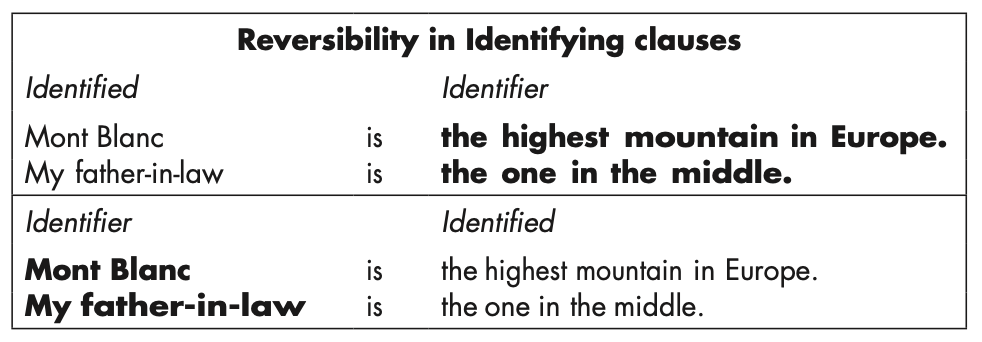 Reversibility in Identifying clauses
Identified Identifier
Mont Blanc is the highest mountain in Europe.
My father-in-law is the one in the middle.
Identifier Identified
Mont Blanc is the highest mountain in Europe.
My father-in-law is the one in the middle.